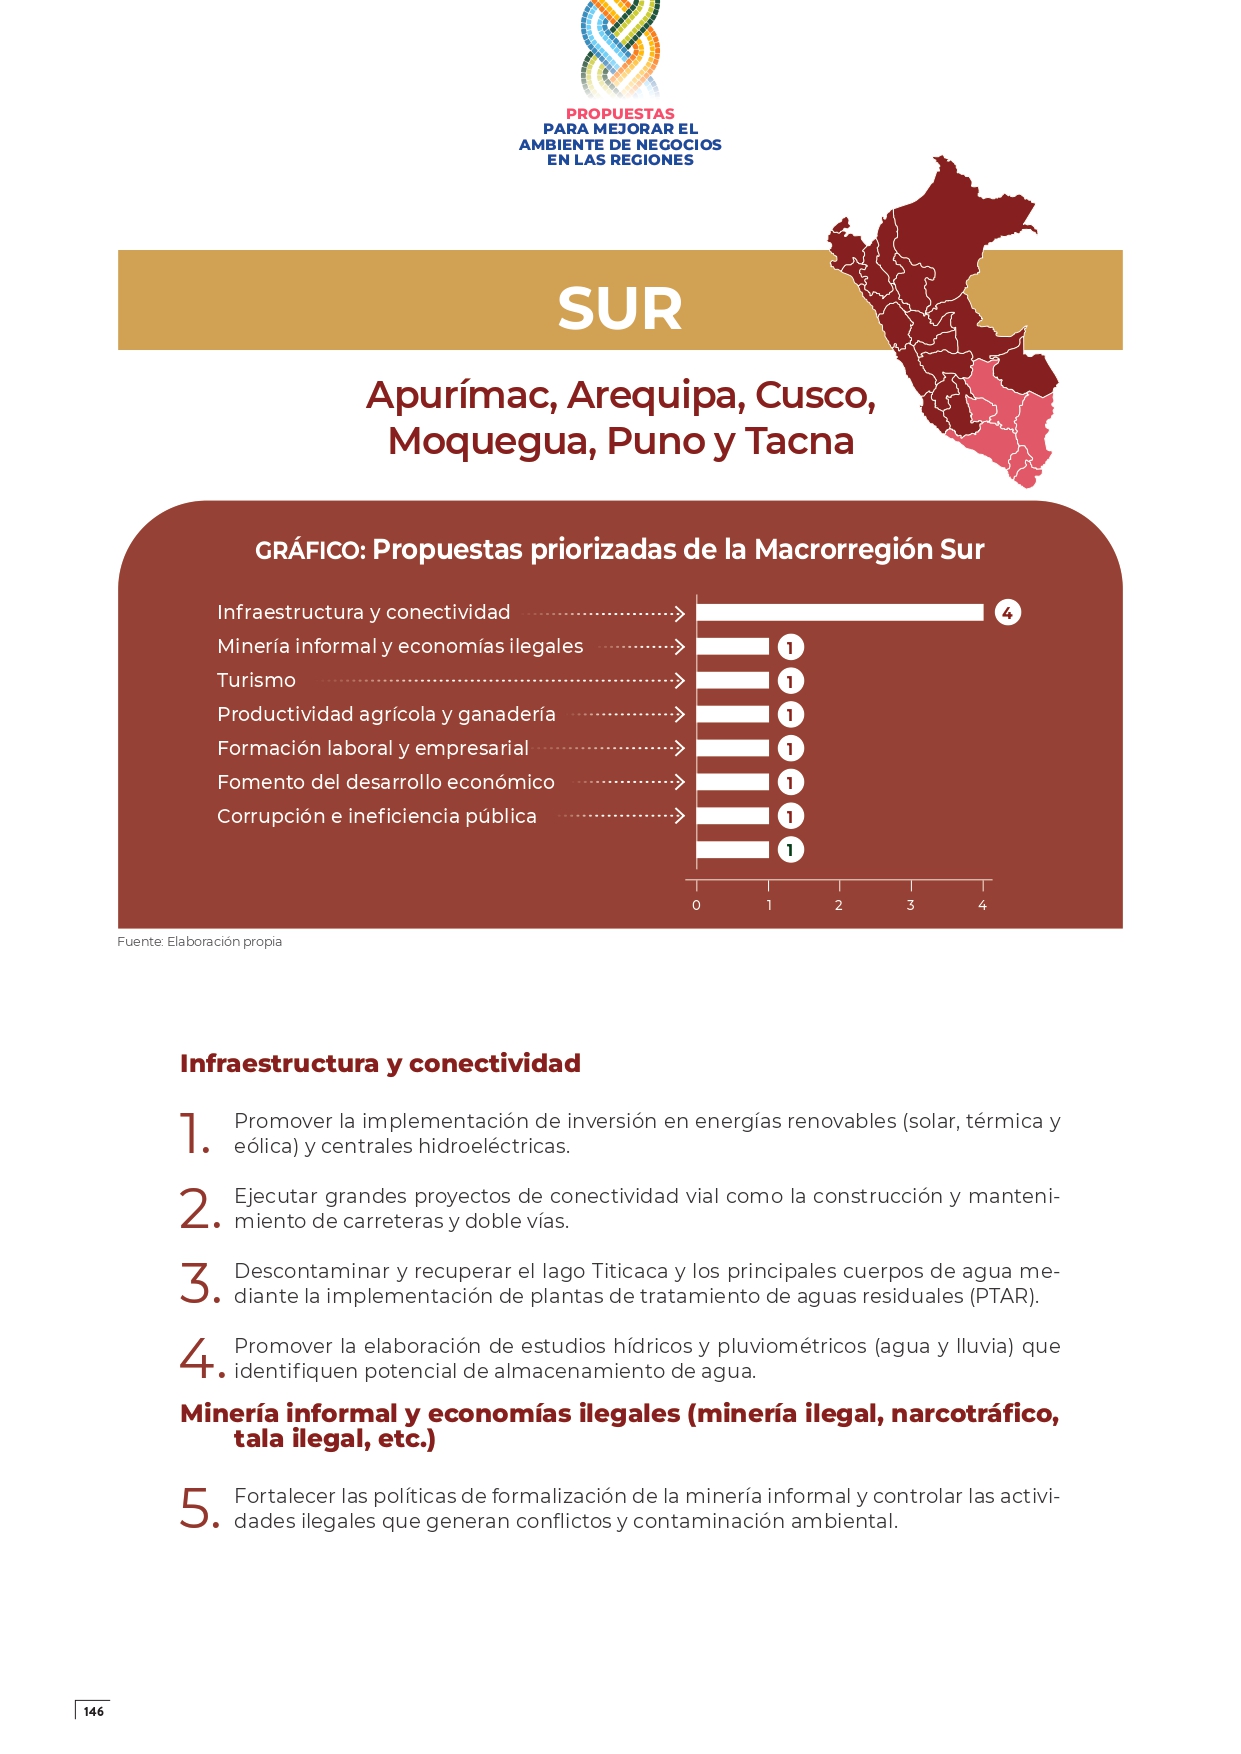 PROPUESTAS
PARA MEJORAR EL
AMBIENTE DE NEGOCIOS
EN LAS REGIONES
SUR
Apurímac, Arequipa, Cusco,
Moquegua, Puno y Tacna
GRÁFICO: Propuestas priorizadas de la Macrorregión Sur
Infraestructura y conectividad 4
Minería informal y economías ilegales 1
Turismo 1
Productividad agrícola y ganadería 1
Formación laboral y empresarial 1
Fomento del desarrollo económico 1
Corrupción e ineficiencia pública 1
1
0 1 2 3 4
Fuente: Elaboración propia
Infraestructura y conectividad
1. Promover la implementación de inversión en energías renovables (solar, térmica y
eólica) y centrales hidroeléctricas.
2. Ejecutar grandes proyectos de conectividad vial como la construcción y manteni-
miento de carreteras y doble vías.
3. Descontaminar y recuperar el lago Titicaca y los principales cuerpos de agua me-
diante la implementación de plantas de tratamiento de aguas residuales (PTAR).
4. Promover la elaboración de estudios hídricos y pluviométricos (agua y lluvia) que
identifiquen potencial de almacenamiento de agua.
Minería informal y economías ilegales (minería ilegal, narcotráfico,
tala ilegal, etc.)
5. Fortalecer las políticas de formalización de la minería informal y controlar las activi-
dades ilegales que generan conflictos y contaminación ambiental.
146